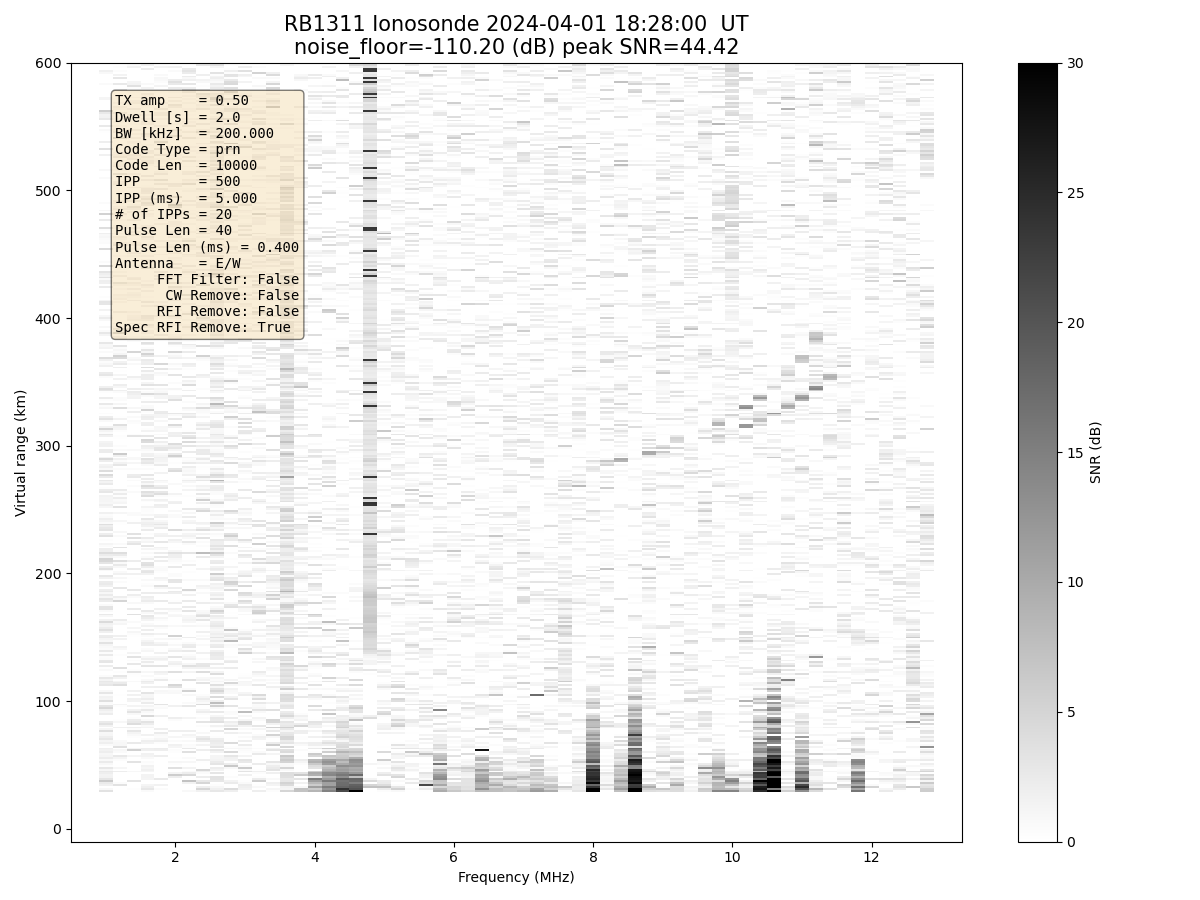 RB1311 Ionosonde 2024-04-01 18:28:00  UT
noise_floor=-110.20 (dB) peak SNR=44.42
TX amp    = 0.50
Dwell [s] = 2.0
BW [kHz]  = 200.000
Code Type = prn
Code Len  = 10000
IPP       = 500
IPP (ms)  = 5.000
# of IPPs = 20
Pulse Len = 40
Pulse Len (ms) = 0.400
Antenna   = E/W
FFT Filter: False
CW Remove: False
RFI Remove: False
Spec RFI Remove: True
600
500
400
300
200
100
0
Virtual range (km)
2
4
6
8
10
12
Frequency (MHz)
30
25
20
15
10
5
0
SNR (dB)